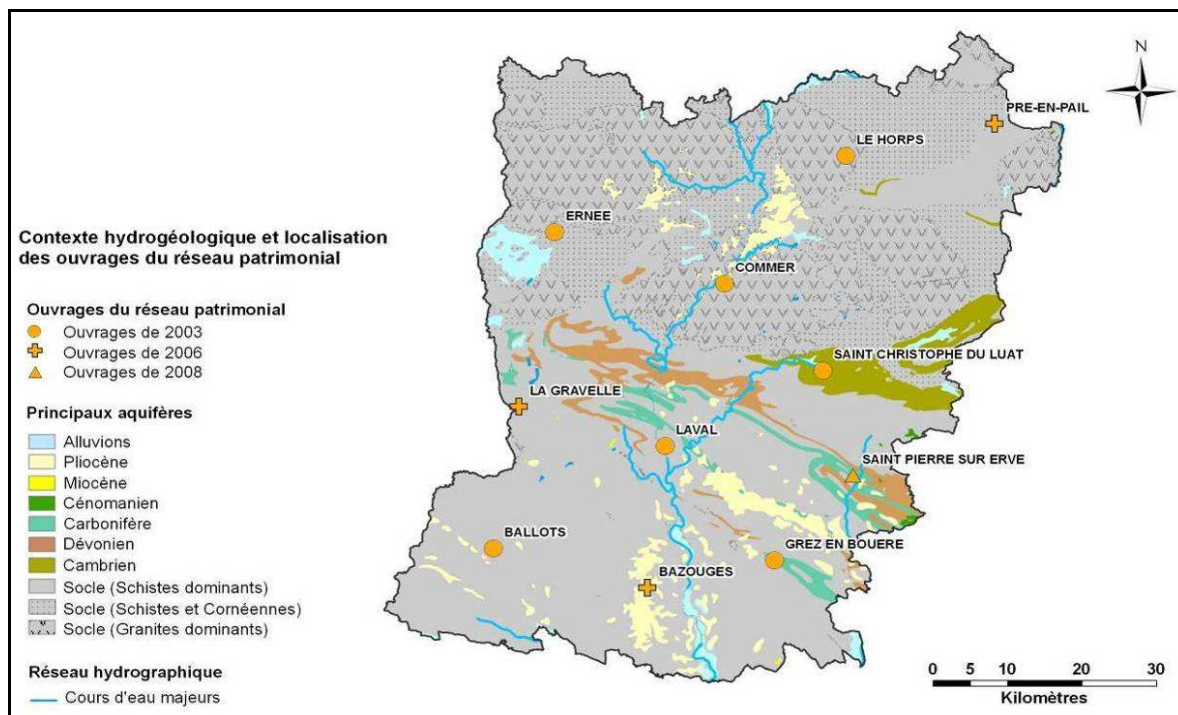 Contexte hydrogéologique et localisation
des ouvrages du réseau patrimonial
Ouvrages du réseau patrimonial
Ouvrages de 2003
Ouvrages de 2006
Ouvrages de 2008
Principaux aquifères
Alluvions
Pliocène
Miocène
Cénomanien
Carbonifère
Dévonien
Cambrien
Socle (Schistes dominants)
Socle (Schistes et Cornéennes)
Socle (Granites dominants)
Réseau hydrographique
Cours d'eau majeurs
N
PRE-EN-PAIL
LE HORPS
ERNEE
COMMER
SAINT CHRISTOPHE DU LUAT
LA GRAVELLE
LAVAL
SAINT PIERRE SUR ERVE
BALLOTS
GREZ EN BOUERE
BAZOUGES
0 5 10 20 30
Kilomètres